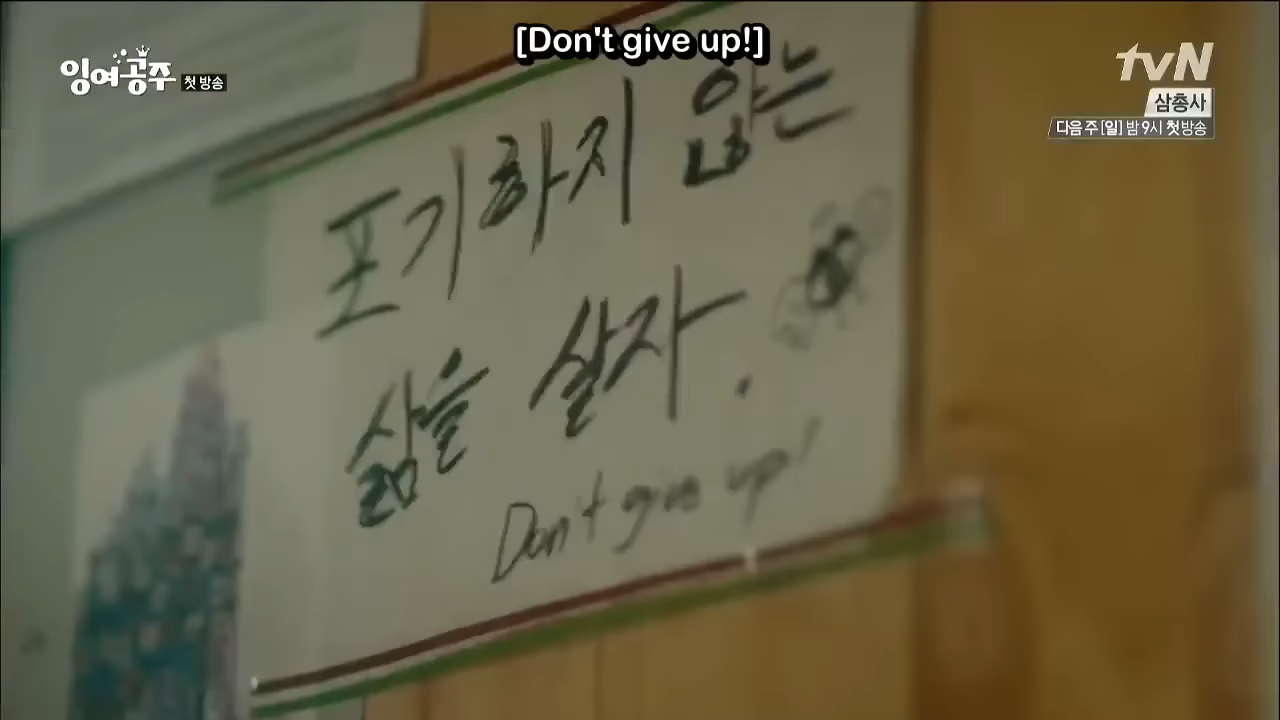 [Don't give up!]
잉여공주 첫 방송
tvN
삼총사
다음 주 [일] 밤 9시 첫방송
포기하지 않는
삶을 살자.
Don't give up!